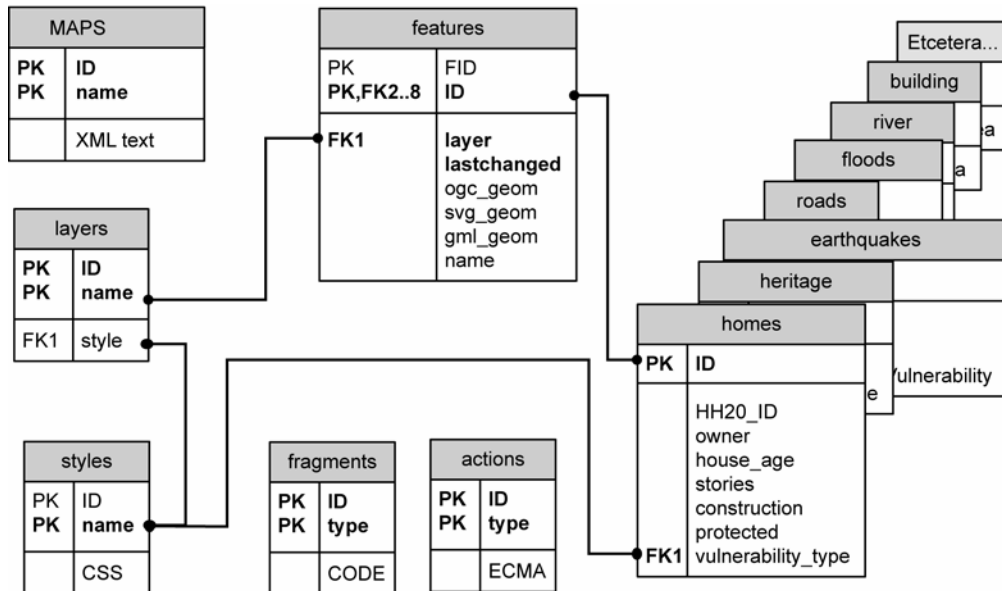 MAPS
PK ID
PK name
XML text
features
PK FID
PK,FK2..8 ID
FK1 layer
lastchanged
ogc_geom
svg_geom
gml_geom
name
layers
PK ID
PK name
FK1 style
styles
PK ID
PK name
CSS
fragments
PK ID
PK type
CODE
actions
PK ID
PK type
ECMA
Etcetera...
building
river
ea
floods
a
roads
earthquakes
heritage
homes
PK ID
Vulnerability
e
HH20_ID
owner
house_age
stories
construction
protected
FK1 vulnerability_type